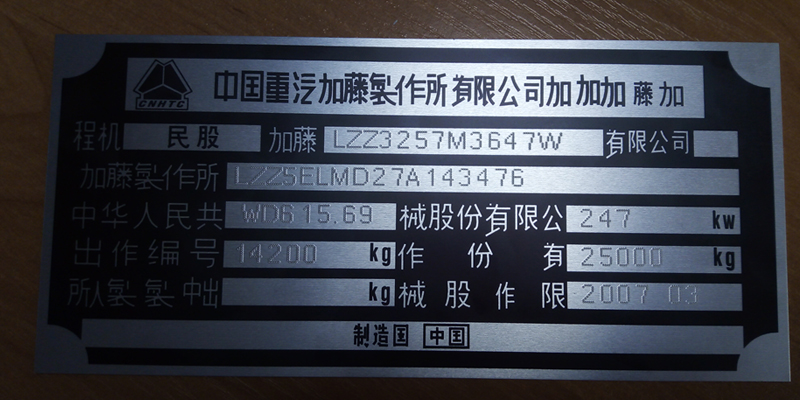 CNHTC
中国重汽加藤製作所有限公司加加加藤加
程机 民股 加藤 LZZ3257M3647W 有限公司
加藤製作所 LZZ5ELMD27A143476
中华人民共 WD615.69 械股份有限公 247 kw
出作编号 14200 kg 作份有 25000 kg
所人製製中出 kg 械股作限 2007 03
制造国 中国